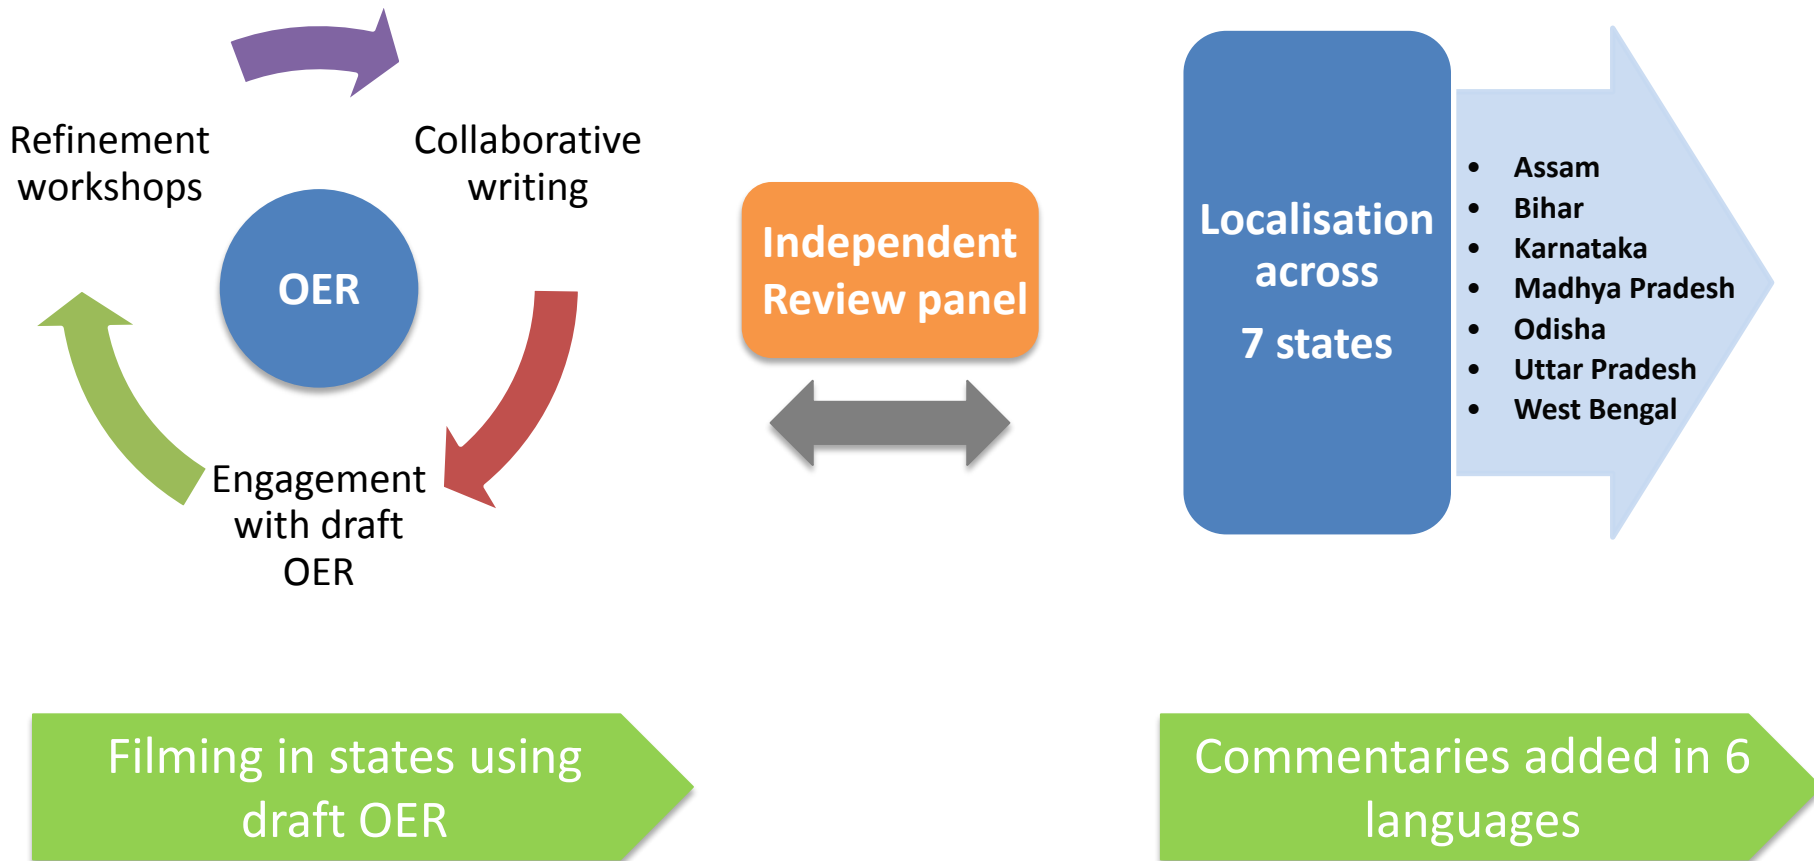 Refinement
workshops
Collaborative
writing
OER
Engagement
with draft
OER
Independent
Review panel
Localisation
across
7 states
• Assam
• Bihar
• Karnataka
• Madhya Pradesh
• Odisha
• Uttar Pradesh
• West Bengal
Filming in states using
draft OER
Commentaries added in 6
languages